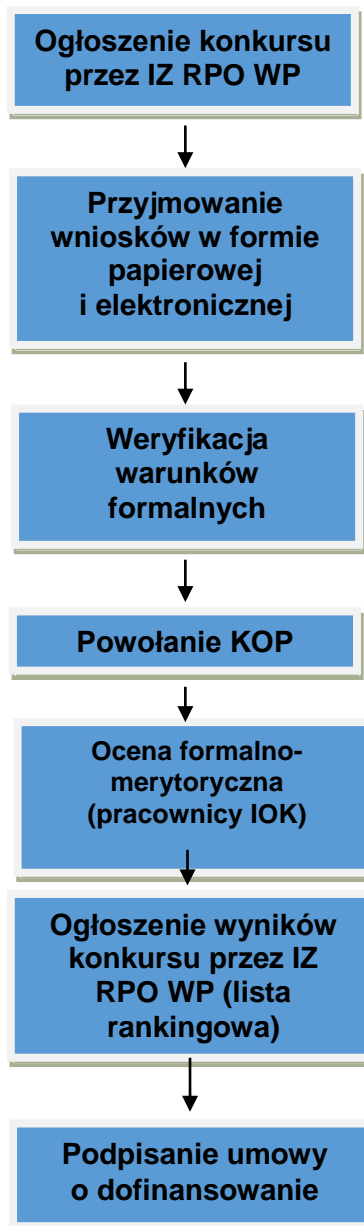 Ogłoszenie konkursu
przez IZ RPO WP
Przyjmowanie
wniosków w formie
papierowej
i elektronicznej
Weryfikacja
warunków
formalnych
Powołanie KOP
Ocena formalno-
merytoryczna
(pracownicy IOK)
Ogłoszenie wyników
konkursu przez IZ
RPO WP (lista
rankingowa)
Podpisanie umowy
o dofinansowanie